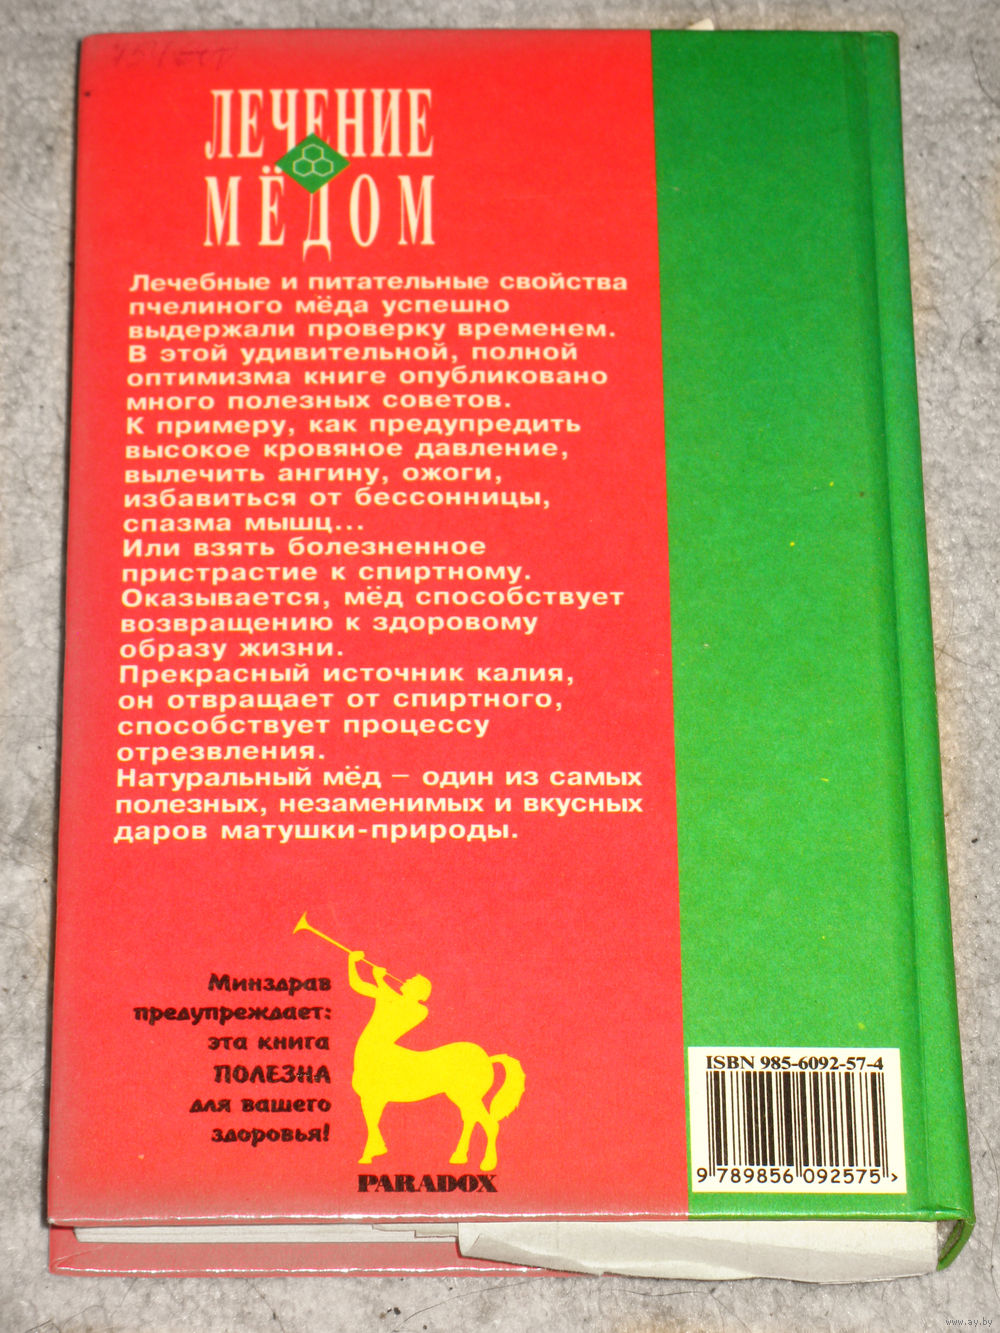 ЛЕЧЕНИЕ
МЁДОМ
Лечебные и питательные свойства
пчелиного мёда успешно
выдержали проверку временем.
В этой удивительной, полной
оптимизма книге опубликовано
много полезных советов.
К примеру, как предупредить
высокое кровяное давление,
вылечить ангину, ожоги,
избавиться от бессонницы,
спазма мышц...
Или взять болезненное
пристрастие к спиртному.
Оказывается, мёд способствует
возвращению к здоровому
образу жизни.
Прекрасный источник калия,
он отвращает от спиртного,
способствует процессу
отрезвления.
Натуральный мёд – один из самых
полезных, незаменимых и вкусных
даров матушки-природы.
Минздрав
предупреждает:
эта книга
ПОЛЕЗНА
для вашего
здоровья!
PARADOX
ISBN 985-6092-57-4
9 789856 092575 >
www.ay.by